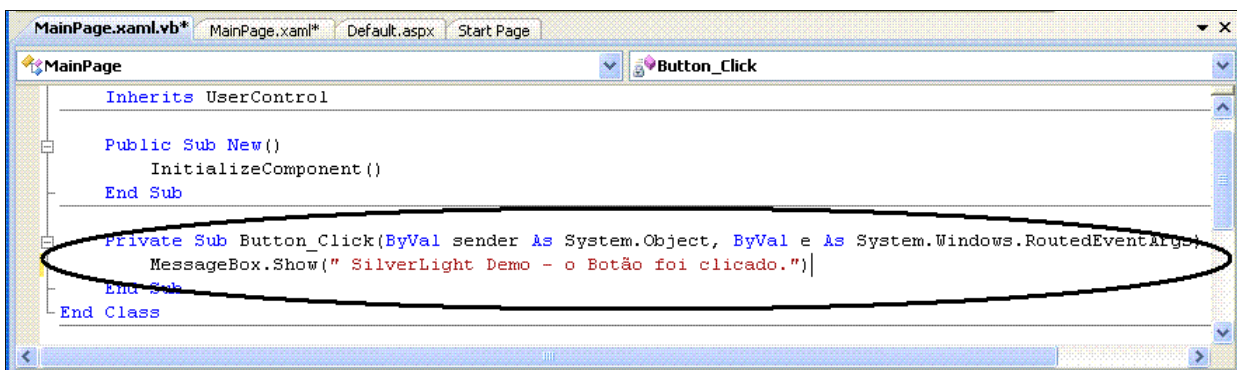 MainPage.xaml.vb* MainPage.xaml* Default.aspx Start Page
MainPage Button_Click
Inherits UserControl
Public Sub New()
InitializeComponent()
End Sub
Private Sub Button_Click(ByVal sender As System.Object, ByVal e As System.Windows.RoutedEventArgs)
MessageBox.Show(" SilverLight Demo - o Botão foi clicado.")
End Sub
End Class